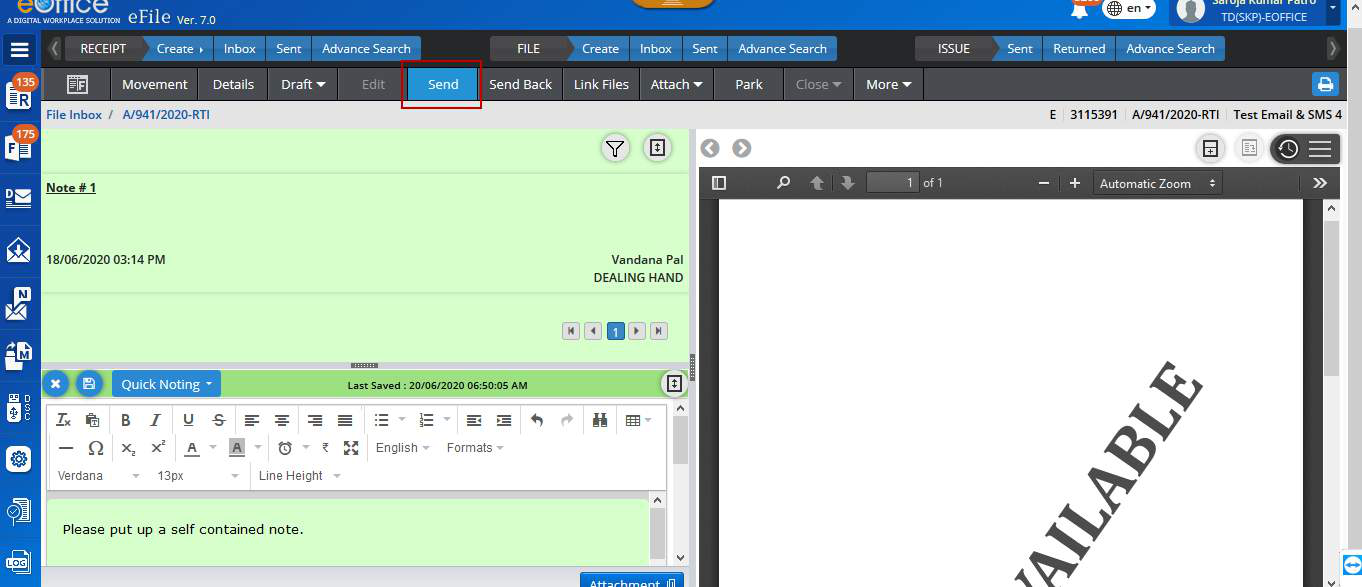 eOffice
A DIGITAL WORKPLACE SOLUTION eFile Ver. 7.0
en
Saroja Kumar Patro
TD(SKP)-EOFFICE
RECEIPT Create Inbox Sent Advance Search FILE Create Inbox Sent Advance Search ISSUE Sent Returned Advance Search
F Movement Details Draft Edit Send Send Back Link Files Attach Park Close More
135
R
File Inbox / A/941/2020-RTI E 3115391 A/941/2020-RTI Test Email & SMS 4
175
F
Note # 1
1 of 1
Automatic Zoom
D
18/06/2020 03:14 PM Vandana Pal
DEALING HAND
N
1
M
Quick Noting Last Saved : 20/06/2020 06:50:05 AM
DSC
Tx B I U S
Ω X₂ X² A A ₹ English Formats
Verdana 13px Line Height
Please put up a self contained note.
VAILABLE
LOG
Attachment